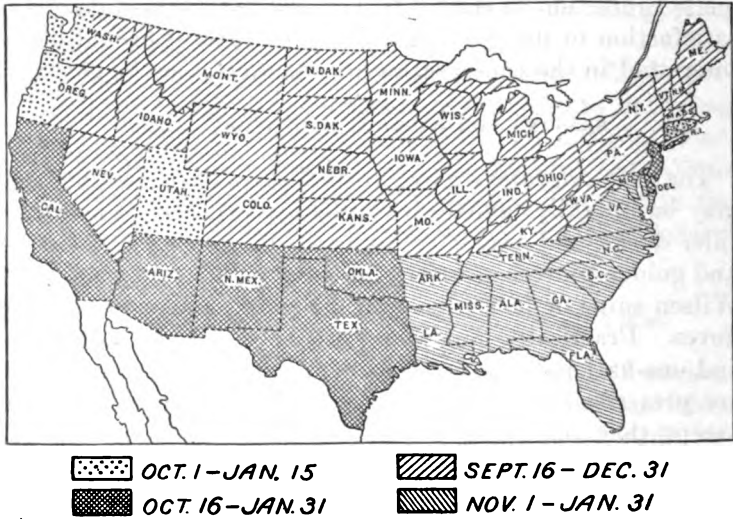 WASH.
ME.
MONT.
N. DAK.
MINN.
OREG.
VT.
N.H.
IDAHO.
S. DAK.
WIS.
MICH.
N.Y.
MASS.
R.I.
WYO.
IOWA.
PA.
NEBR.
NEV.
UTAH
ILL.
IND.
OHIO.
DEL.
COLO.
W.VA.
VA.
CAL.
KANS.
MO.
KY.
N.C.
TENN.
ARIZ.
N. MEX.
OKLA.
ARK.
S.C.
MISS.
ALA.
GA.
TEX.
LA.
FLA.
OCT. 1-JAN. 15
SEPT. 16- DEC. 31
OCT. 16-JAN. 31
NOV. 1-JAN. 31